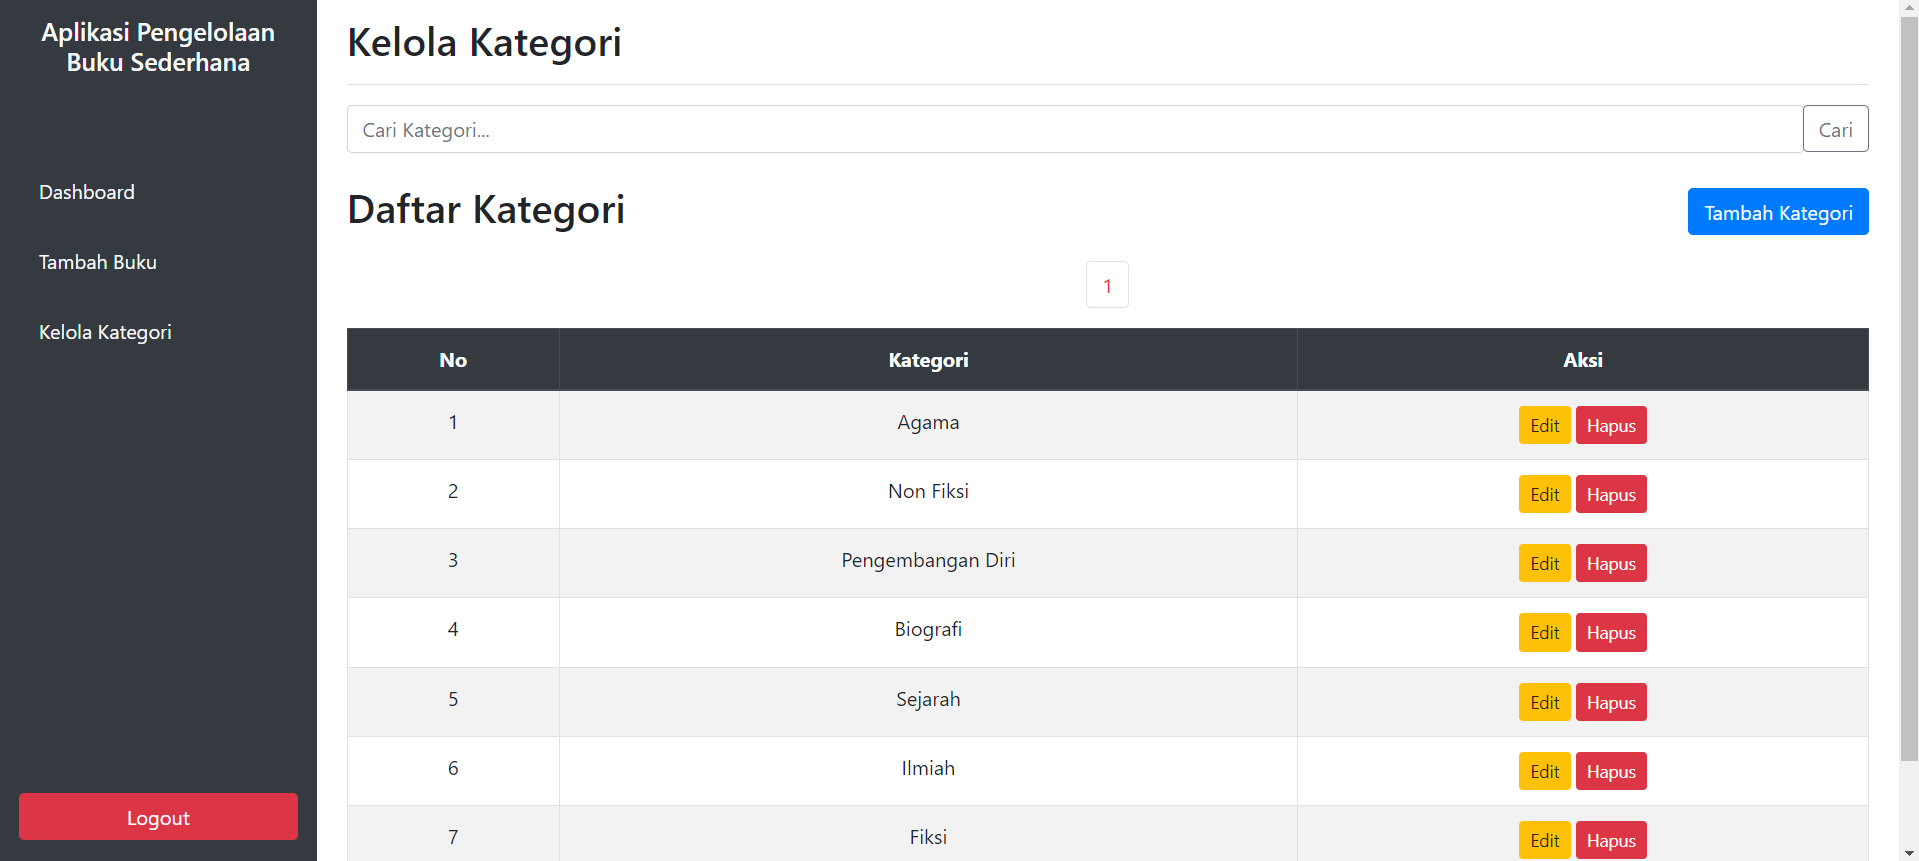 Aplikasi Pengelolaan
Buku Sederhana
Dashboard
Tambah Buku
Kelola Kategori
Logout
Kelola Kategori
Cari Kategori...
Cari
Daftar Kategori
Tambah Kategori
1
No Kategori Aksi
1 Agama Edit Hapus
2 Non Fiksi Edit Hapus
3 Pengembangan Diri Edit Hapus
4 Biografi Edit Hapus
5 Sejarah Edit Hapus
6 Ilmiah Edit Hapus
7 Fiksi Edit Hapus